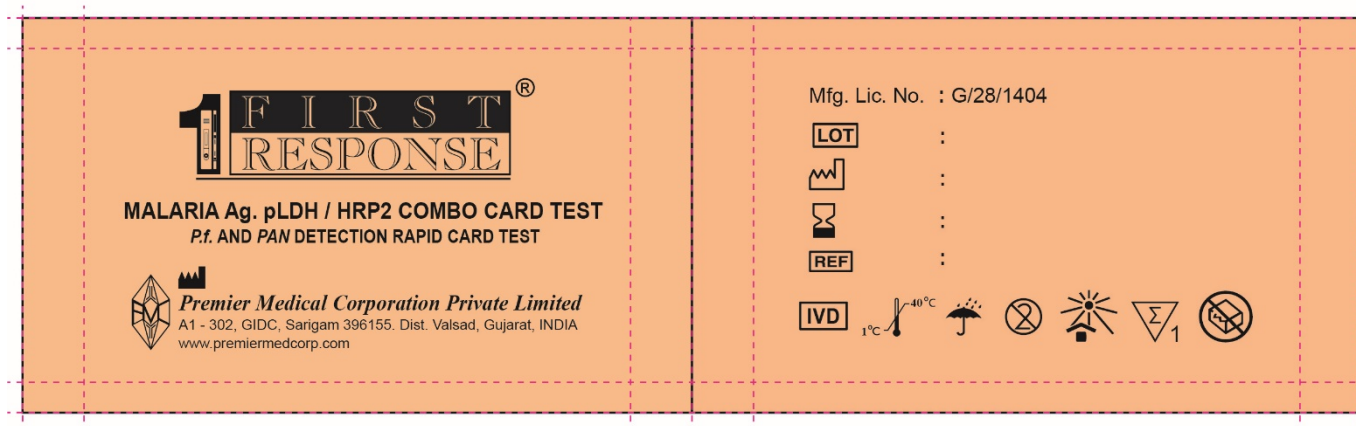 1 FIRST ®
RESPONSE
MALARIA Ag. pLDH / HRP2 COMBO CARD TEST
P.f. AND PAN DETECTION RAPID CARD TEST
Premier Medical Corporation Private Limited
A1 - 302, GIDC, Sarigam 396155. Dist. Valsad, Gujarat, INDIA
www.premiermedcorp.com
Mfg. Lic. No. : G/28/1404
LOT :
:
:
REF :
IVD 1°C 40°C 2 Σ 1